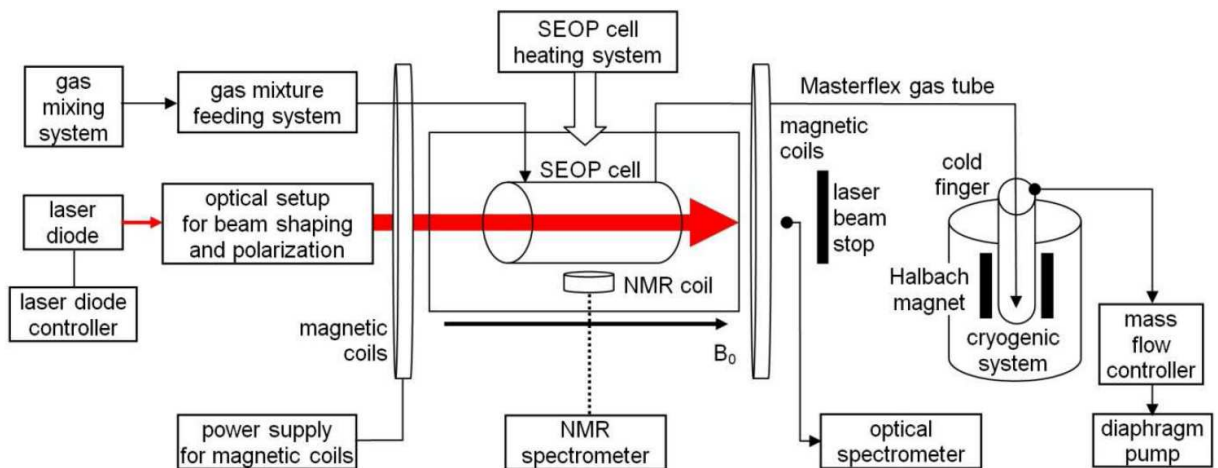 SEOP cell
heating system
gas
mixing
system
gas mixture
feeding system
Masterflex gas tube
magnetic
coils
SEOP cell
cold
finger
laser
diode
optical setup
for beam shaping
and polarization
laser
beam
stop
NMR coil
Halbach
magnet
laser diode
controller
magnetic
coils
B₀
cryogenic
system
mass
flow
controller
power supply
for magnetic coils
NMR
spectrometer
optical
spectrometer
diaphragm
pump